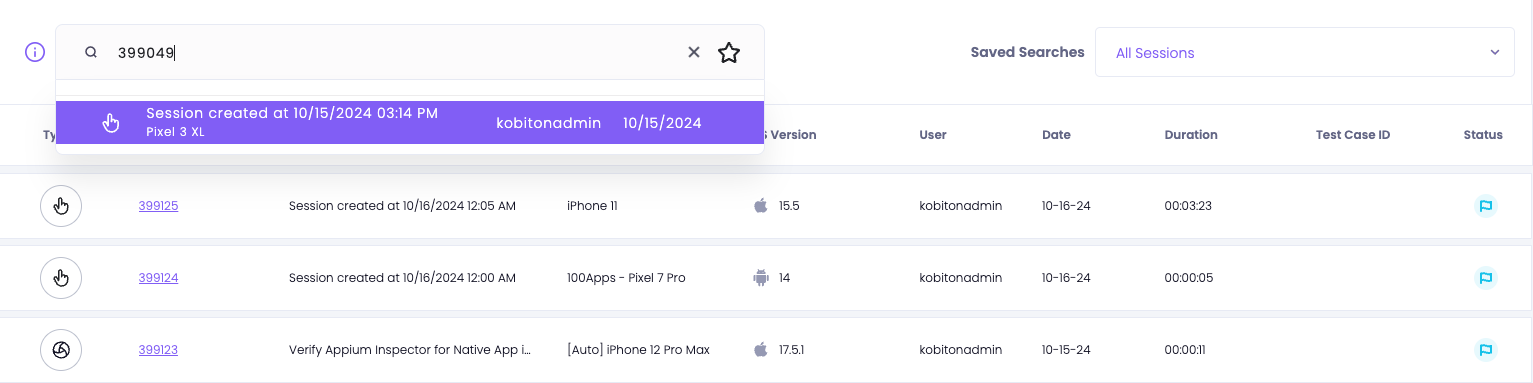 399049
Saved Searches
All Sessions
Session created at 10/15/2024 03:14 PM
Pixel 3 XL
kobitonadmin
10/15/2024
Version
User
Date
Duration
Test Case ID
Status
399125
Session created at 10/16/2024 12:05 AM
iPhone 11
15.5
kobitonadmin
10-16-24
00:03:23
399124
Session created at 10/16/2024 12:00 AM
100Apps - Pixel 7 Pro
14
kobitonadmin
10-16-24
00:00:05
399123
Verify Appium Inspector for Native App i...
[Auto] iPhone 12 Pro Max
17.5.1
kobitonadmin
10-15-24
00:00:11